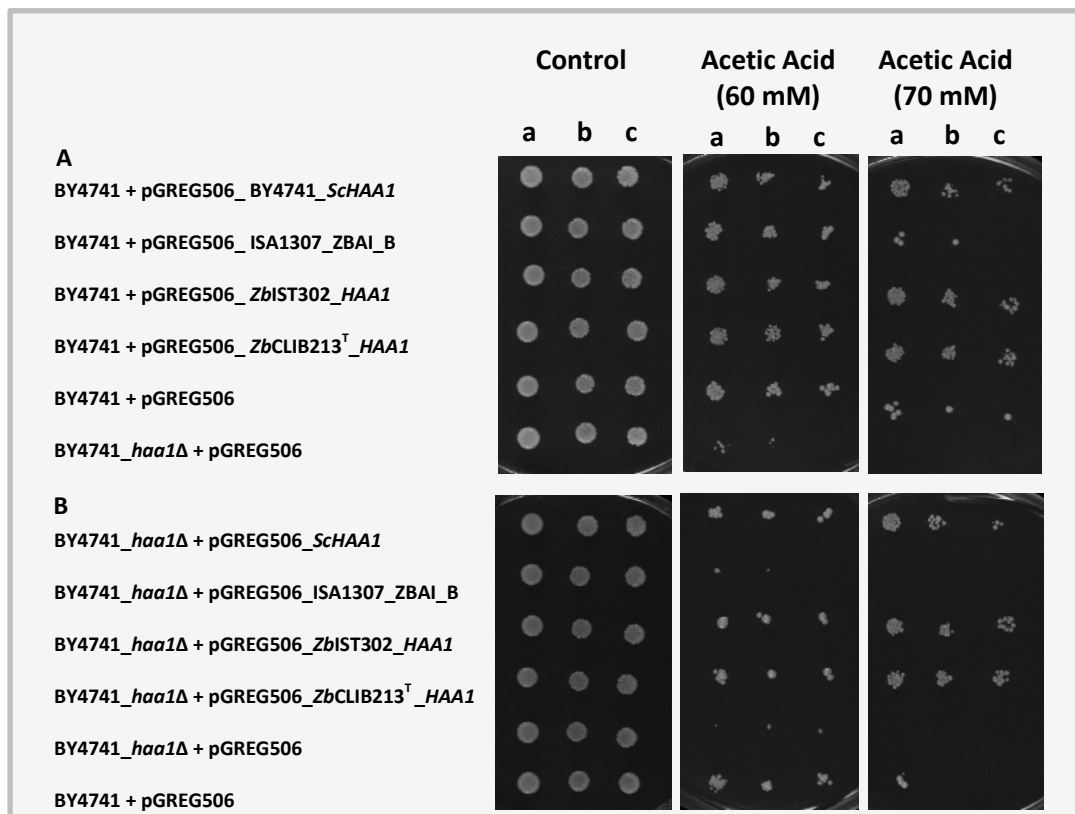 Control Acetic Acid (60 mM) Acetic Acid (70 mM)
a b c a b c a b c
A
BY4741 + pGREG506_ BY4741_ScHAA1
BY4741 + pGREG506_ ISA1307_ZBAI_B
BY4741 + pGREG506_ ZbIST302_HAA1
BY4741 + pGREG506_ ZbCLIB213ᵀ_HAA1
BY4741 + pGREG506
BY4741_haa1Δ + pGREG506
B
BY4741_haa1Δ + pGREG506_ScHAA1
BY4741_haa1Δ + pGREG506_ISA1307_ZBAI_B
BY4741_haa1Δ + pGREG506_ZbIST302_HAA1
BY4741_haa1Δ + pGREG506_ZbCLIB213ᵀ_HAA1
BY4741_haa1Δ + pGREG506
BY4741 + pGREG506